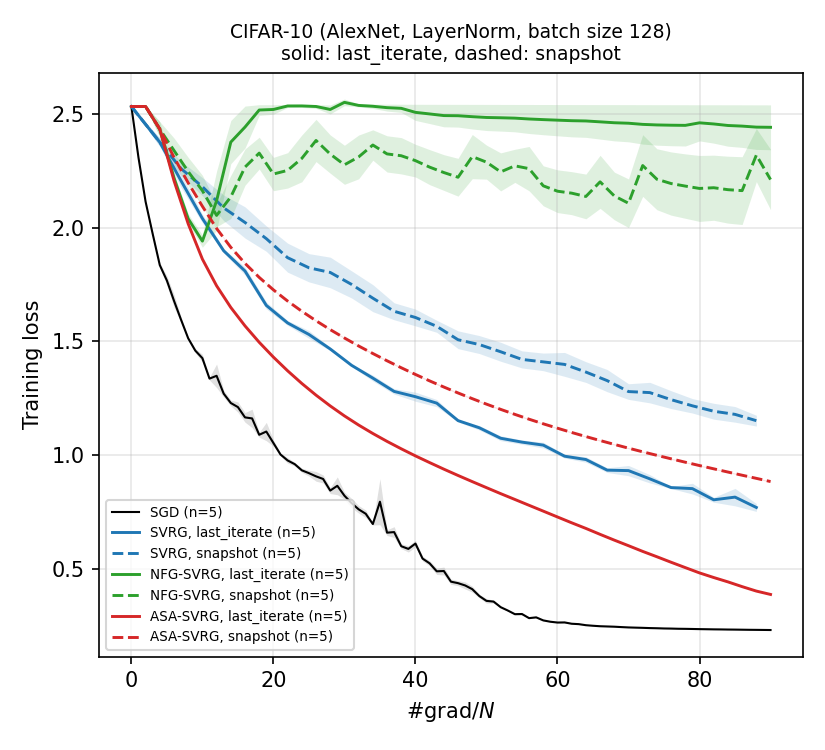 CIFAR-10 (AlexNet, LayerNorm, batch size 128)
solid: last_iterate, dashed: snapshot
Training loss
2.5
2.0
1.5
1.0
0.5
SGD (n=5)
SVRG, last_iterate (n=5)
SVRG, snapshot (n=5)
NFG-SVRG, last_iterate (n=5)
NFG-SVRG, snapshot (n=5)
ASA-SVRG, last_iterate (n=5)
ASA-SVRG, snapshot (n=5)
0 20 40 60 80
#grad/N